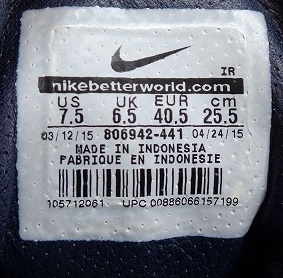 IR
nikebetterworld.com
US UK EUR cm
7.5 6.5 40.5 25.5
03/12/15 806942-441 04/24/15
MADE IN INDONESIA
FABRIQUE EN INDONESIE
105712061 UPC 00886066157199